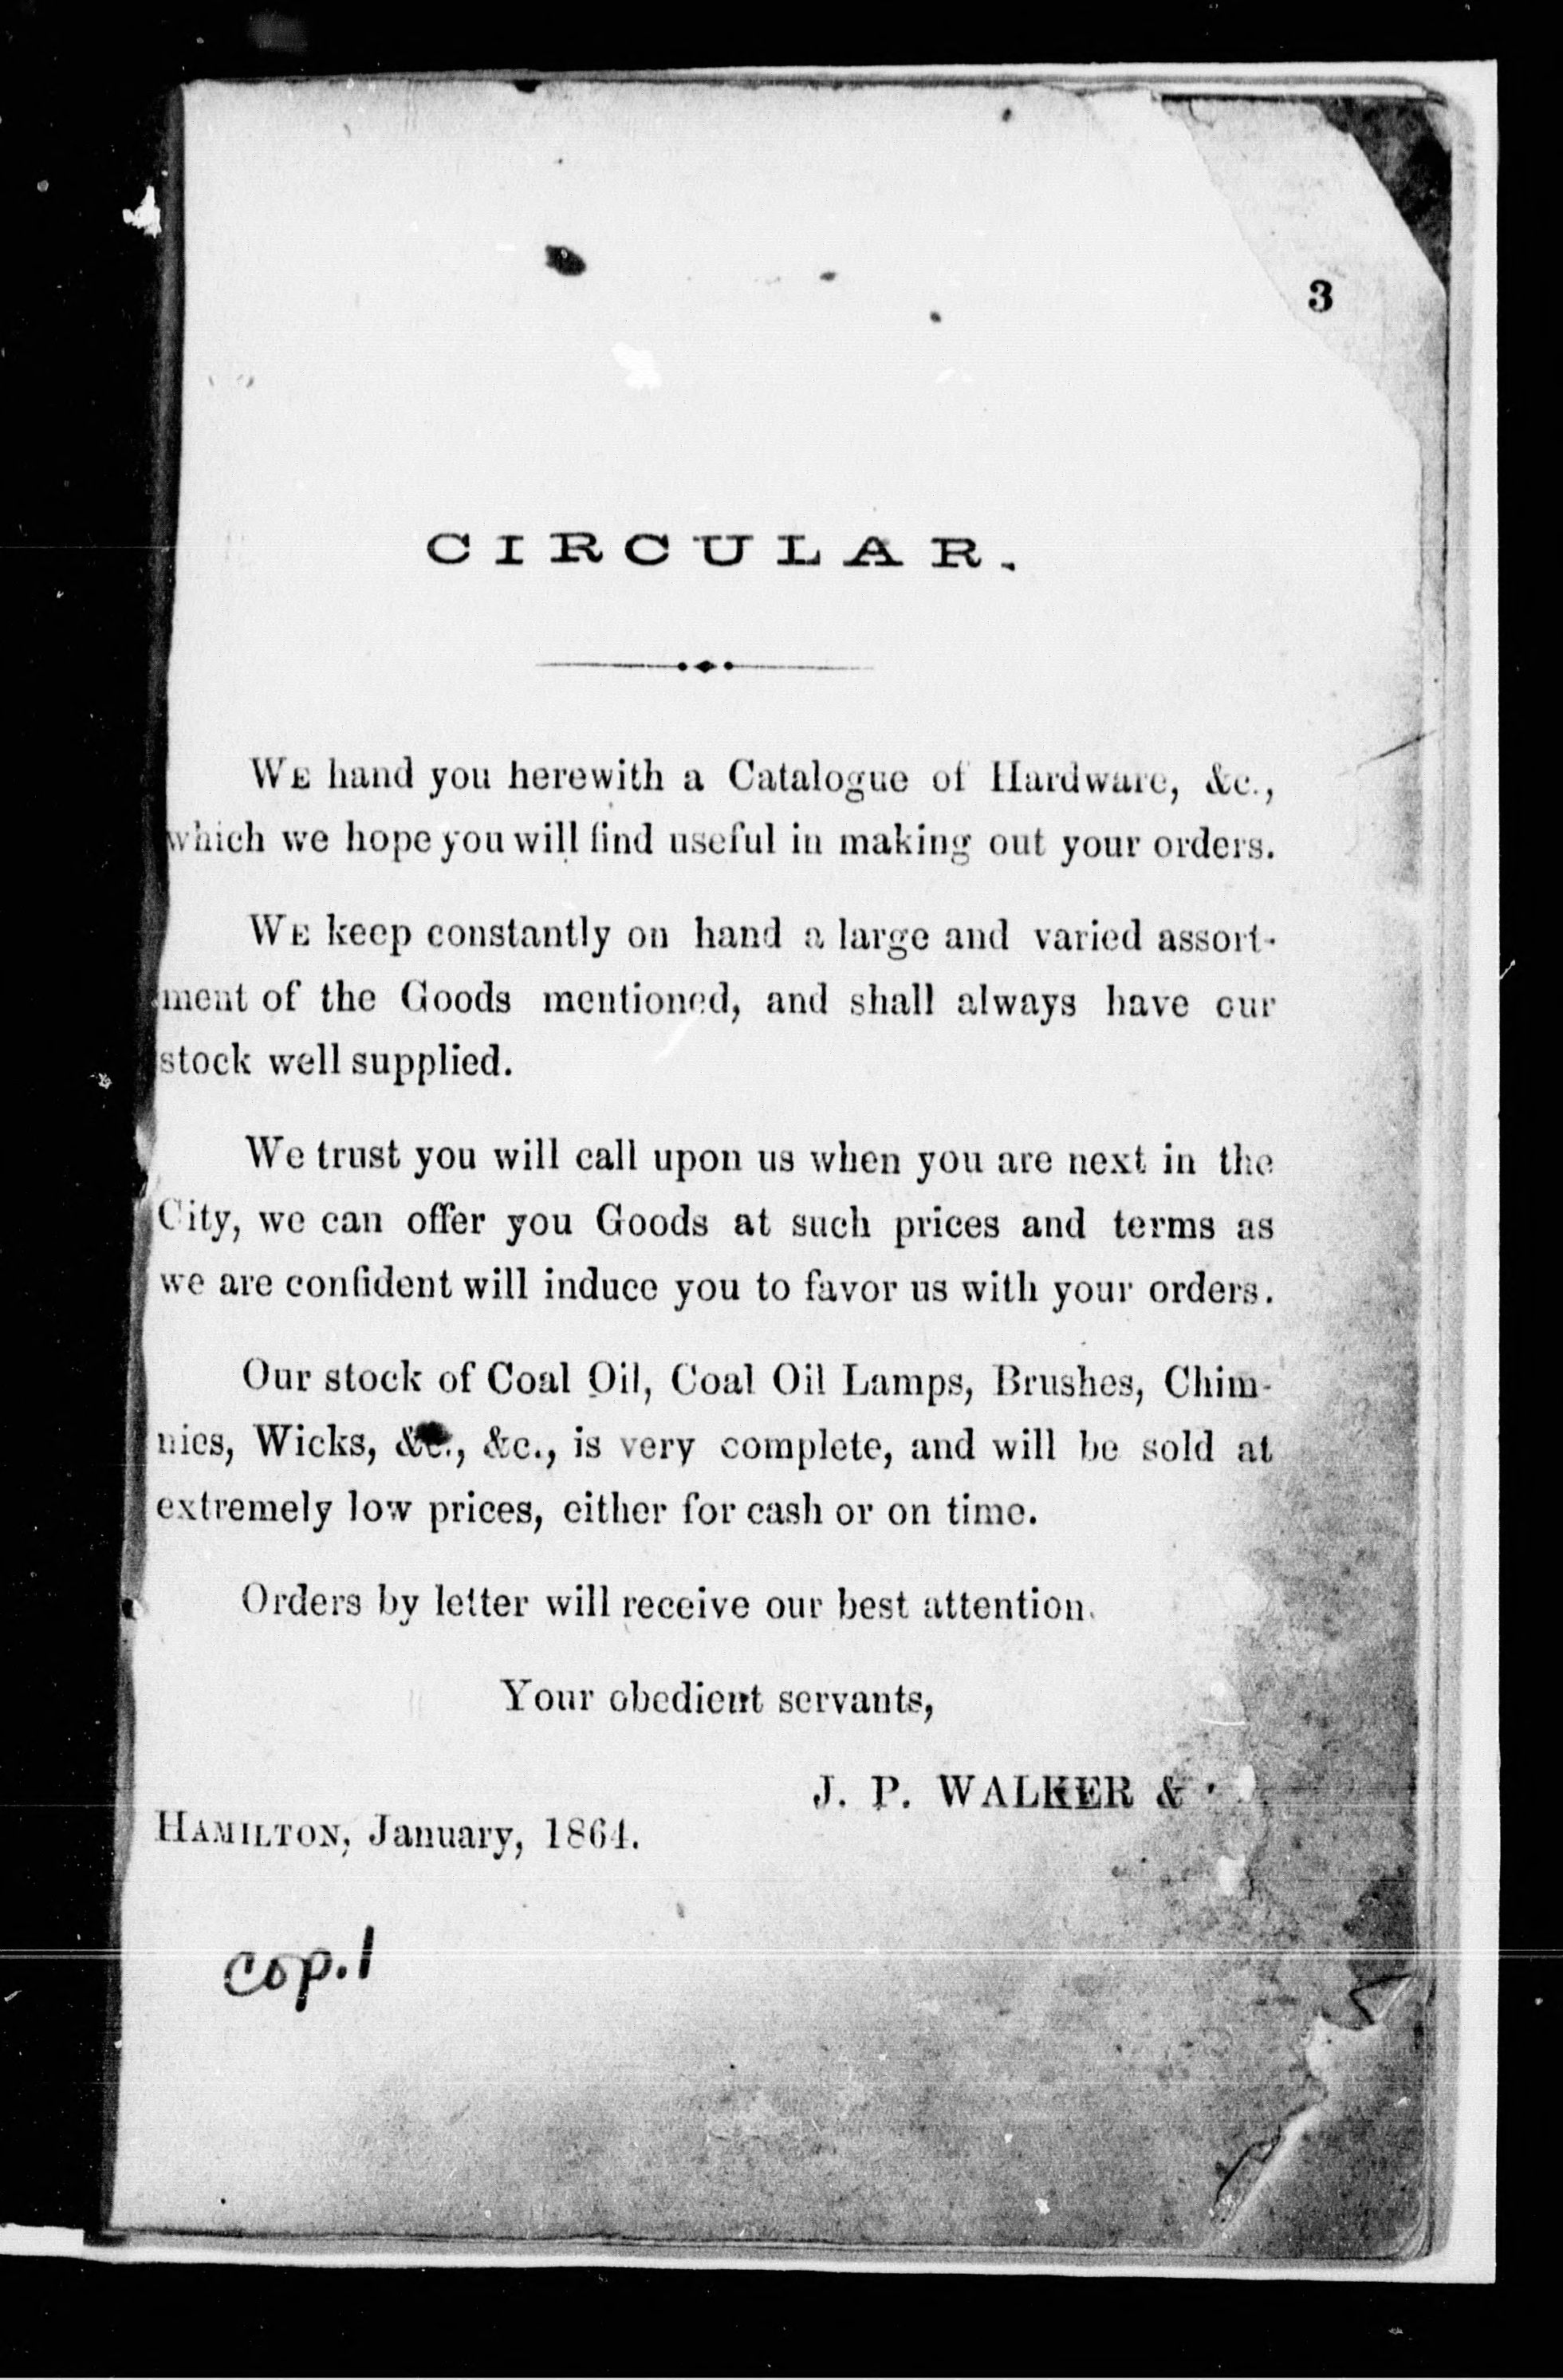 3
CIRCULAR.
WE hand you herewith a Catalogue of Hardware, &c.,
which we hope you will find useful in making out your orders.
WE keep constantly on hand a large and varied assort-
ment of the Goods mentioned, and shall always have our
stock well supplied.
We trust you will call upon us when you are next in the
City, we can offer you Goods at such prices and terms as
we are confident will induce you to favor us with your orders.
Our stock of Coal Oil, Coal Oil Lamps, Brushes, Chim-
nies, Wicks, &c., &c., is very complete, and will be sold at
extremely low prices, either for cash or on time.
Orders by letter will receive our best attention.
Your obedient servants,
J. P. WALKER &
HAMILTON, January, 1864.
cop.1